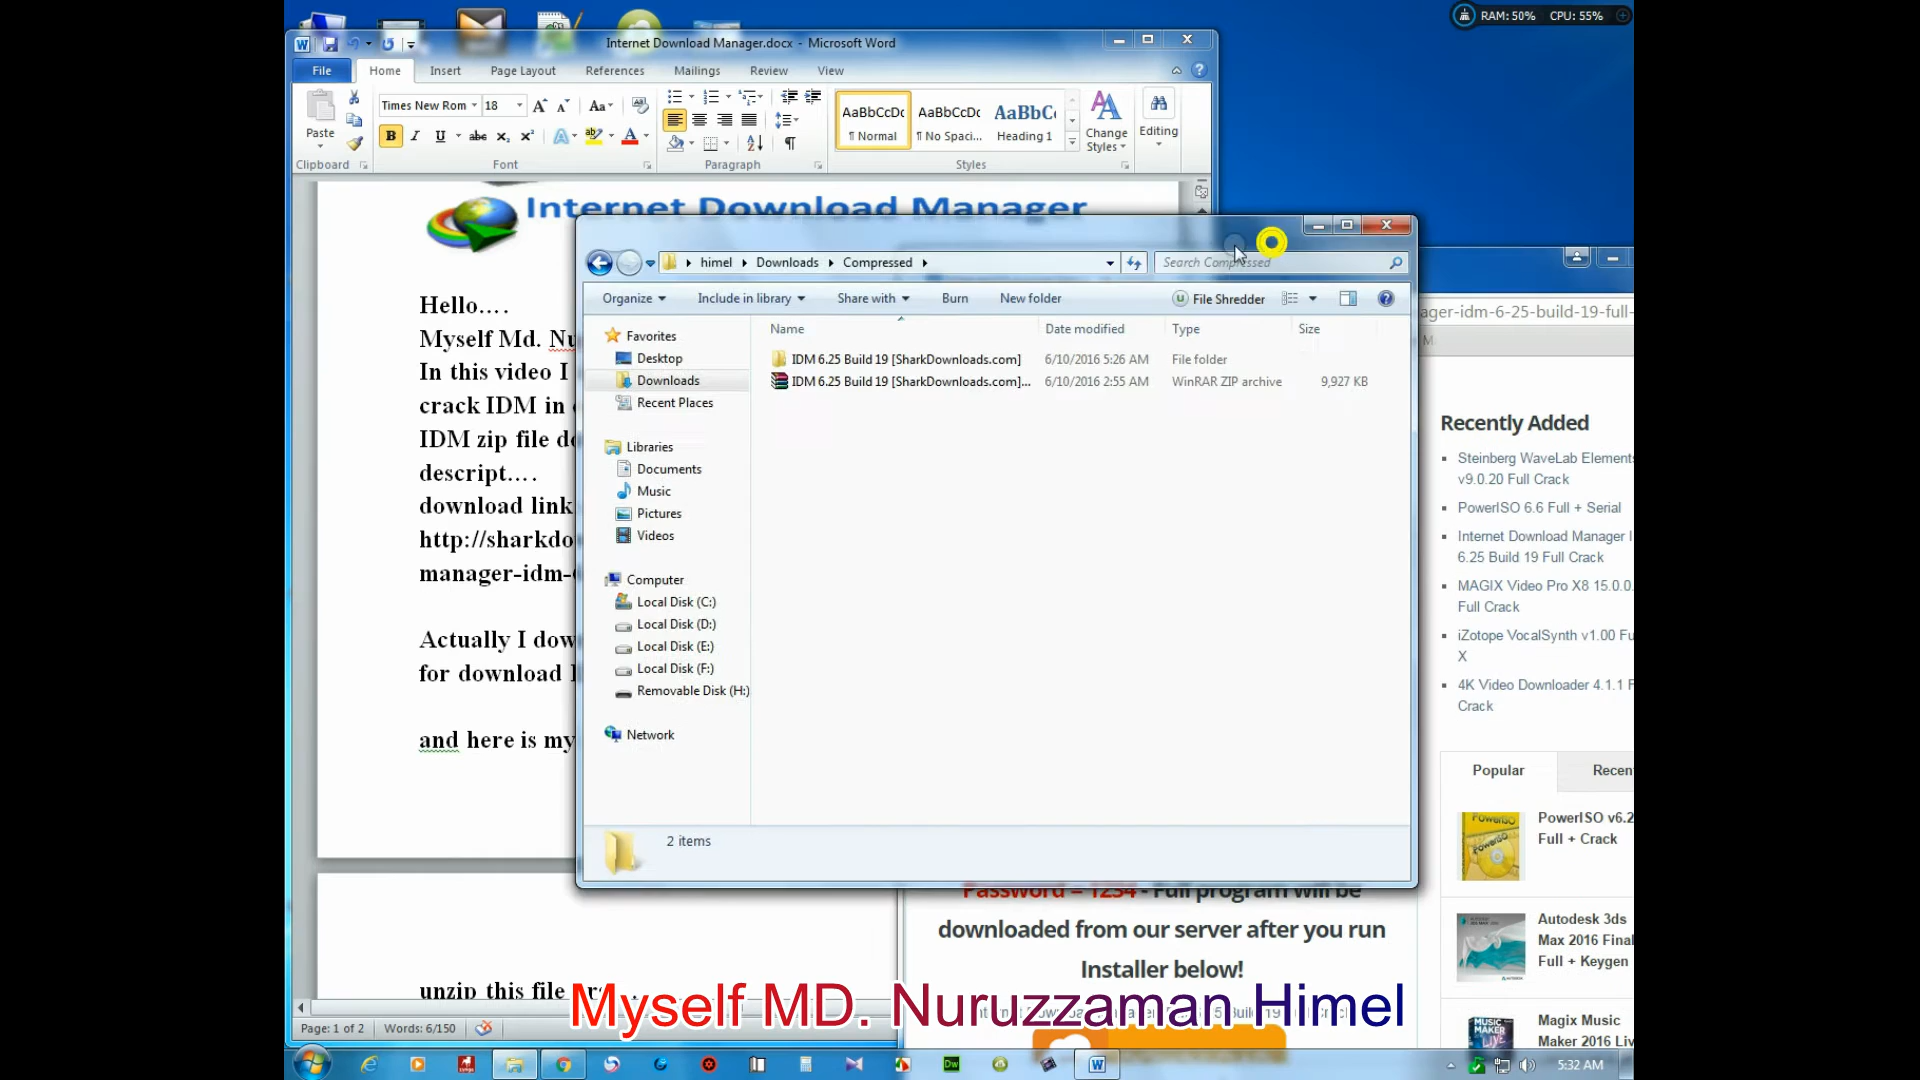 RAM: 50% CPU: 55%
Internet Download Manager.docx - Microsoft Word
File Home Insert Page Layout References Mailings Review View
Paste
Times New Rom 18
AaBbCcDc AaBbCcDc AaBbC
¶ Normal ¶ No Spaci... Heading 1
Change Styles
Editing
Clipboard Font Paragraph Styles
Internet Download Manager
Hello….
Myself Md. Nu
In this video I
crack IDM in
IDM zip file do
descript….
download link
http://sharkdo
manager-idm-
Actually I dow
for download
and here is my
unzip this file
himel Downloads Compressed
Search Compressed
Organize Include in library Share with Burn New folder File Shredder
Name Date modified Type Size
IDM 6.25 Build 19 [SharkDownloads.com] 6/10/2016 5:26 AM File folder
IDM 6.25 Build 19 [SharkDownloads.com]... 6/10/2016 2:55 AM WinRAR ZIP archive 9,927 KB
Favorites
Desktop
Downloads
Recent Places
Libraries
Documents
Music
Pictures
Videos
Computer
Local Disk (C:)
Local Disk (D:)
Local Disk (E:)
Local Disk (F:)
Removable Disk (H:)
Network
2 items
ager-idm-6-25-build-19-full-
Recently Added
Steinberg WaveLab Elements
v9.0.20 Full Crack
PowerISO 6.6 Full + Serial
Internet Download Manager I
6.25 Build 19 Full Crack
MAGIX Video Pro X8 15.0.0.
Full Crack
iZotope VocalSynth v1.00 Fu
X
4K Video Downloader 4.1.1 F
Crack
Popular Recen
PowerISO v6.2
Full + Crack
Autodesk 3ds
Max 2016 Final
Full + Keygen
Magix Music
Maker 2016 Liv
Password = 1234 - Full program will be
downloaded from our server after you run
Installer below!
Myself MD. Nuruzzaman Himel
Page: 1 of 2 Words: 6/150
5:32 AM